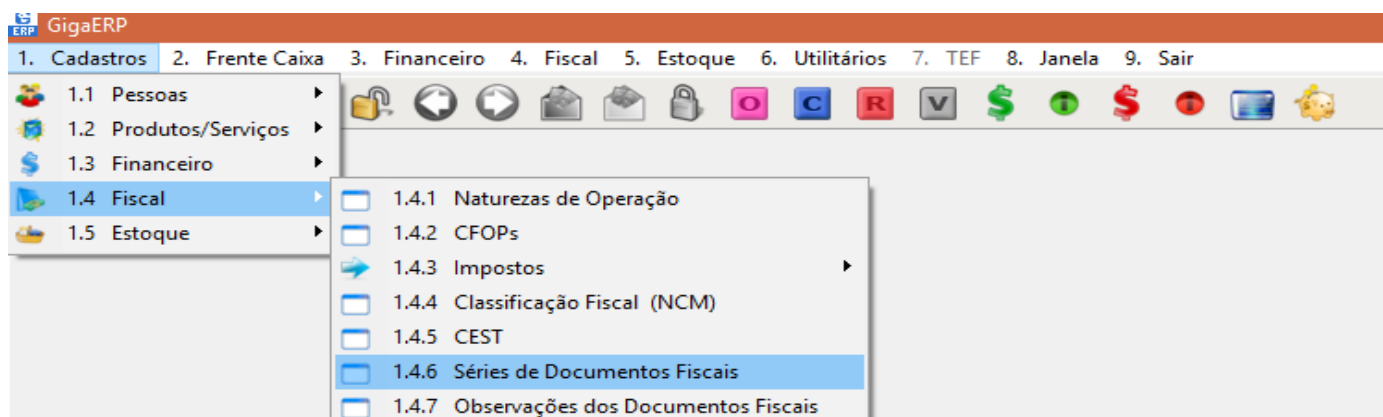 ERP GigaERP
1. Cadastros 2. Frente Caixa 3. Financeiro 4. Fiscal 5. Estoque 6. Utilitários 7. TEF 8. Janela 9. Sair
1.1 Pessoas
O C R V $ $
1.2 Produtos/Serviços
1.3 Financeiro
1.4 Fiscal
1.5 Estoque
1.4.1 Naturezas de Operação
1.4.2 CFOPs
1.4.3 Impostos
1.4.4 Classificação Fiscal (NCM)
1.4.5 CEST
1.4.6 Séries de Documentos Fiscais
1.4.7 Observações dos Documentos Fiscais